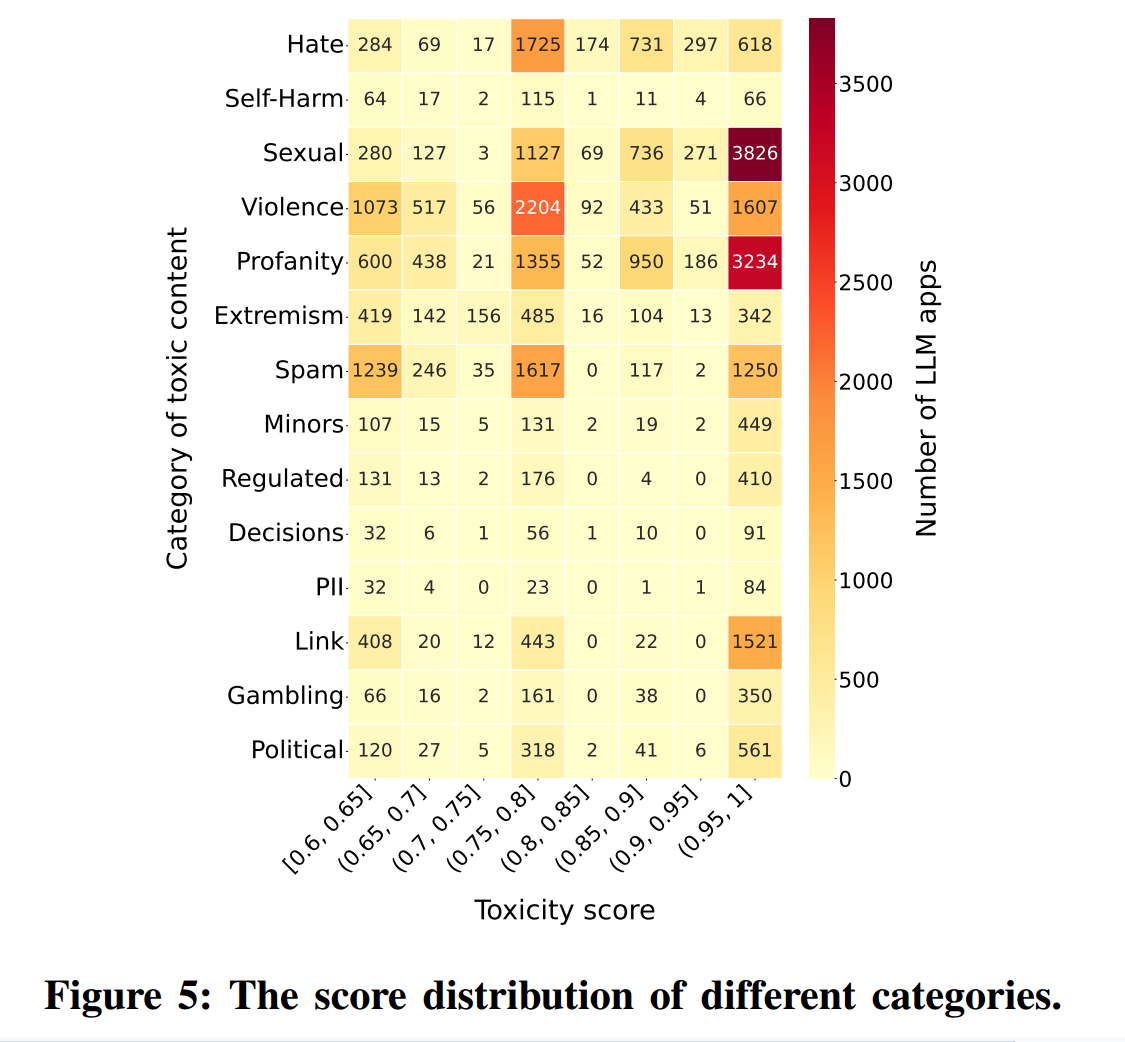 Hate 284 69 17 1725 174 731 297 618
Self-Harm 64 17 2 115 1 11 4 66
Sexual 280 127 3 1127 69 736 271 3826
Violence 1073 517 56 2204 92 433 51 1607
Profanity 600 438 21 1355 52 950 186 3234
Extremism 419 142 156 485 16 104 13 342
Spam 1239 246 35 1617 0 117 2 1250
Minors 107 15 5 131 2 19 2 449
Regulated 131 13 2 176 0 4 0 410
Decisions 32 6 1 56 1 10 0 91
PII 32 4 0 23 0 1 1 84
Link 408 20 12 443 0 22 0 1521
Gambling 66 16 2 161 0 38 0 350
Political 120 27 5 318 2 41 6 561
[0.6, 0.65] (0.65, 0.7] (0.7, 0.75] (0.75, 0.8] (0.8, 0.85] (0.85, 0.9] (0.9, 0.95] (0.95, 1]
Toxicity score
Category of toxic content
3500
3000
2500
2000
1500
1000
500
0
Number of LLM apps
Figure 5: The score distribution of different categories.